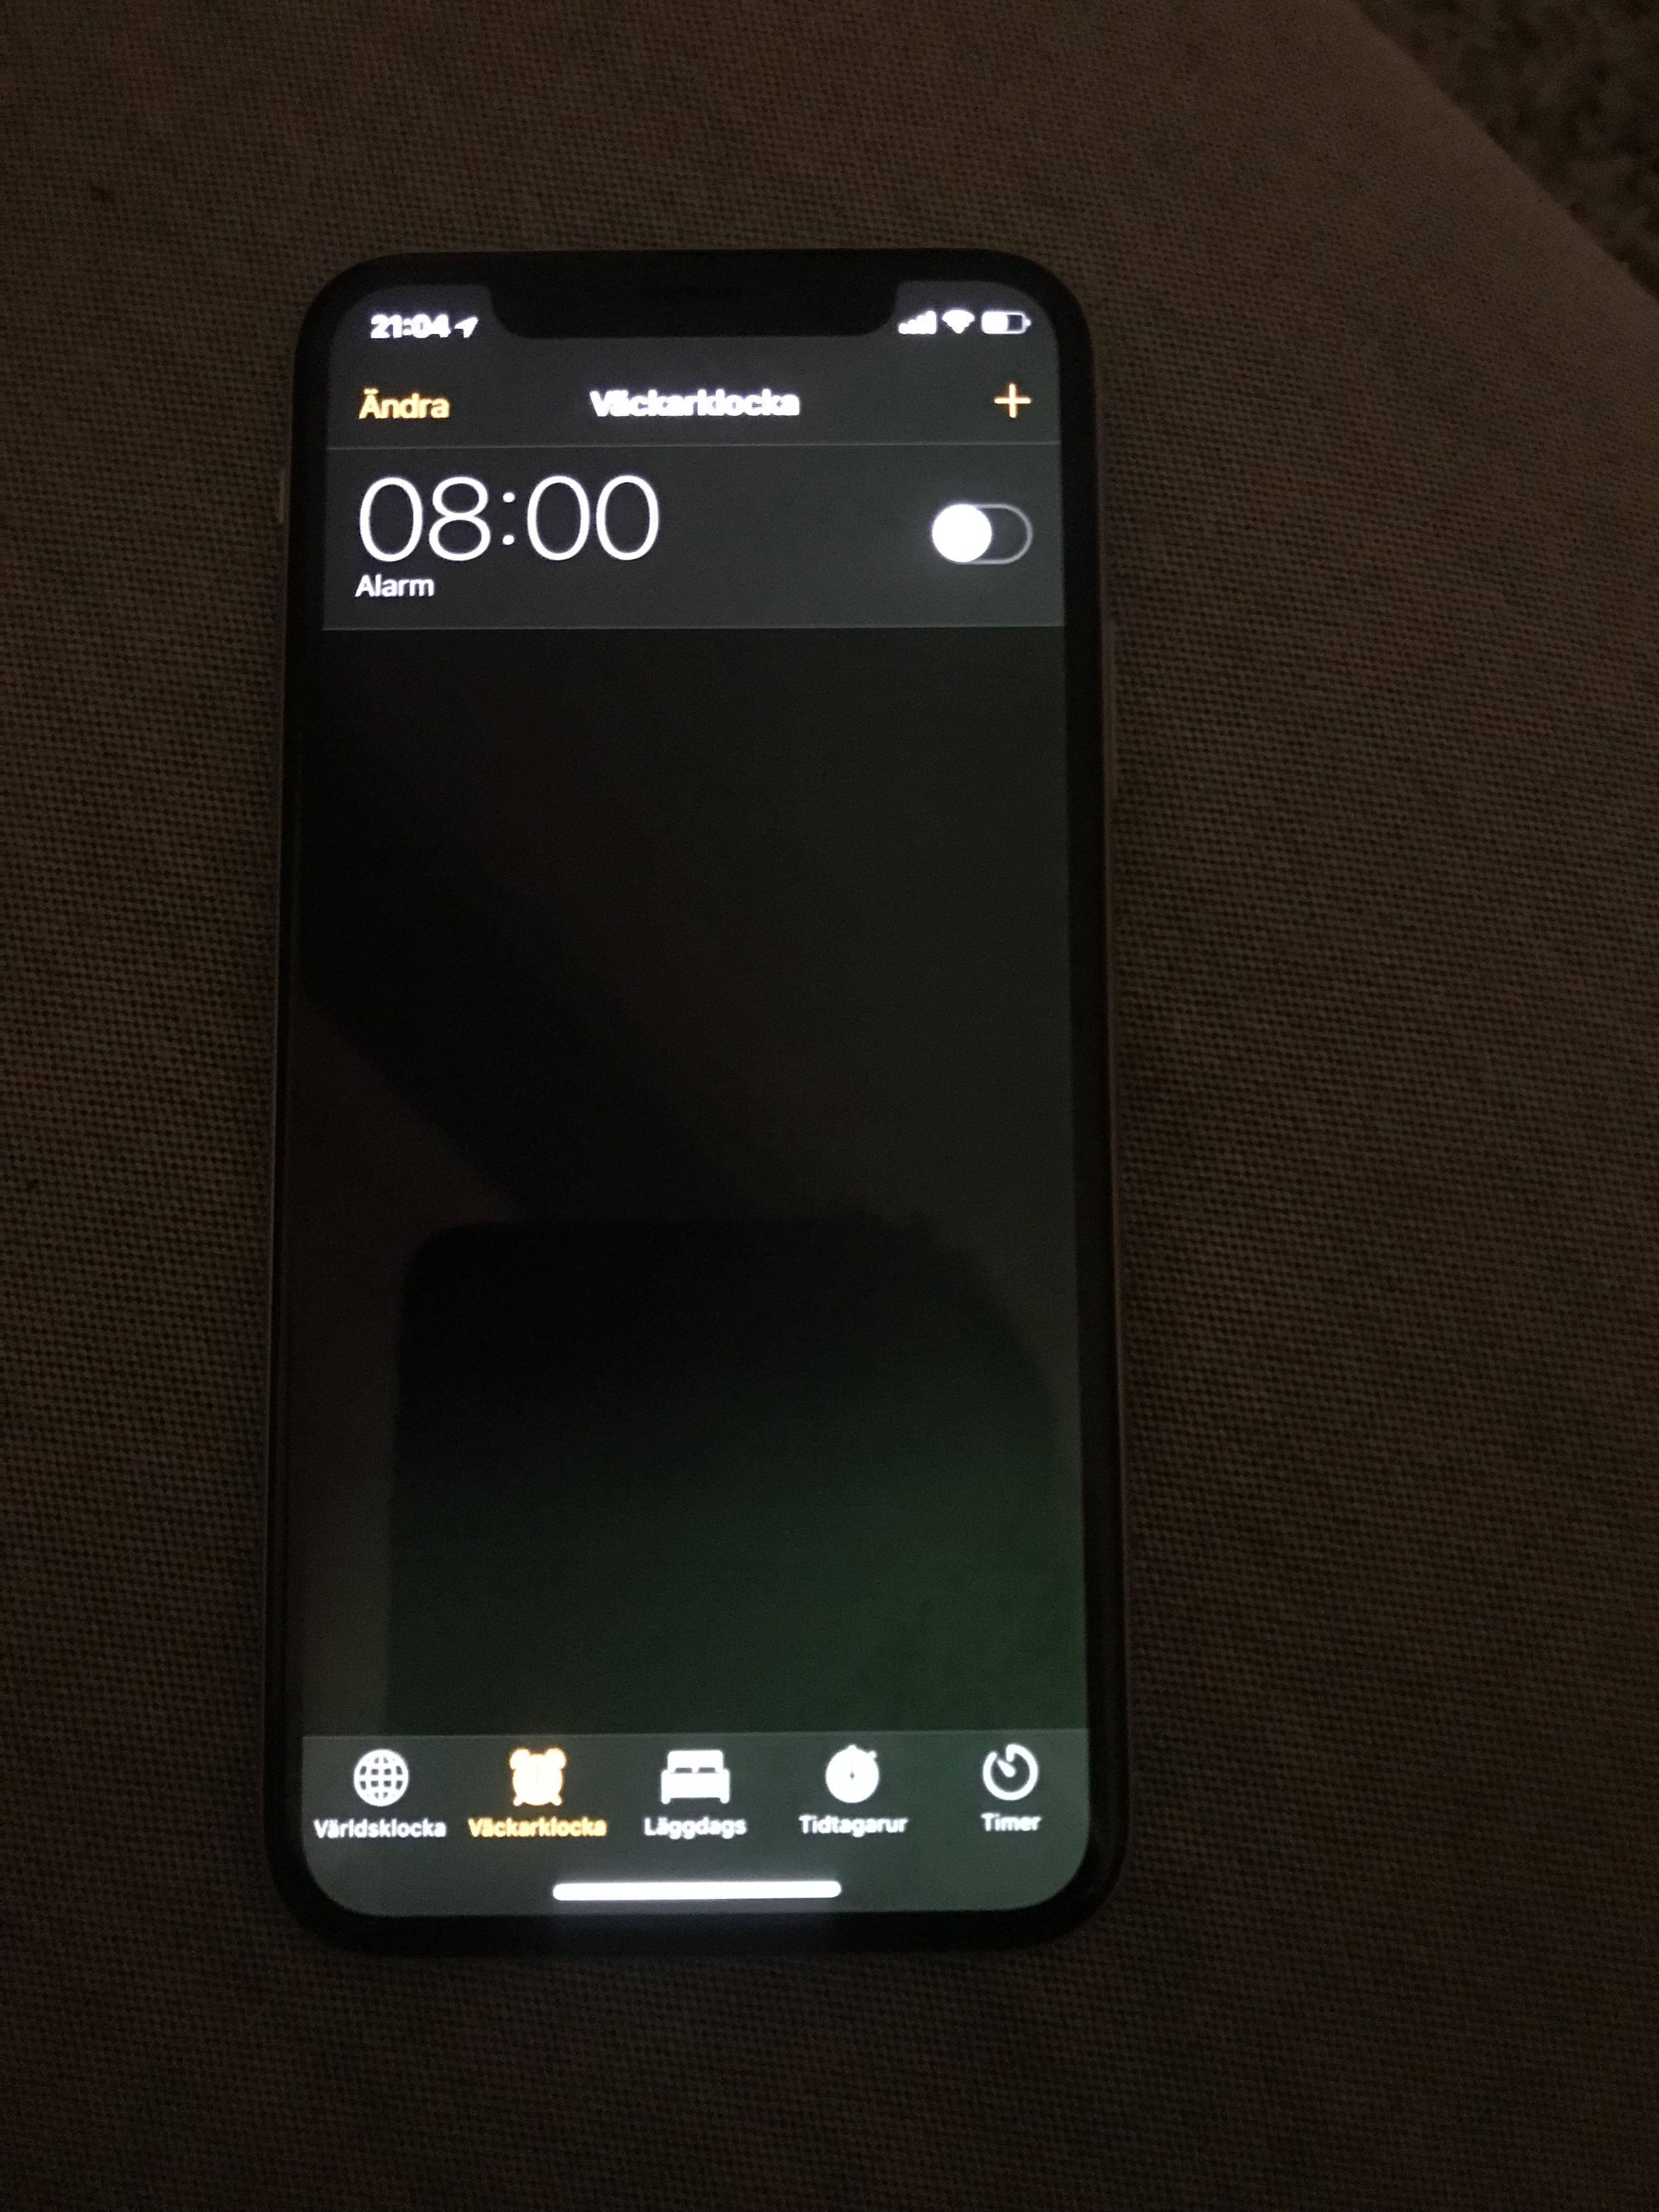 21:04
Ändra Väckarklocka +
08:00
Alarm
Världsklocka Väckarklocka Läggdags Tidtagarur Timer